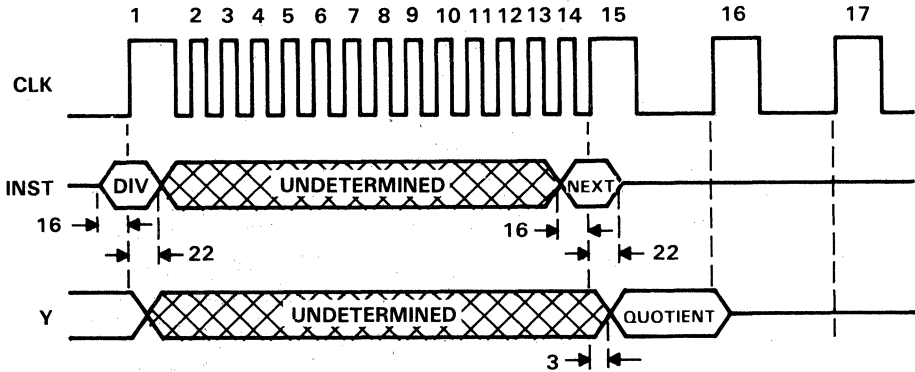 1 2 3 4 5 6 7 8 9 10 11 12 13 14 15 16 17
CLK
INST DIV UNDETERMINED NEXT
16 16
22 22
Y UNDETERMINED QUOTIENT
3